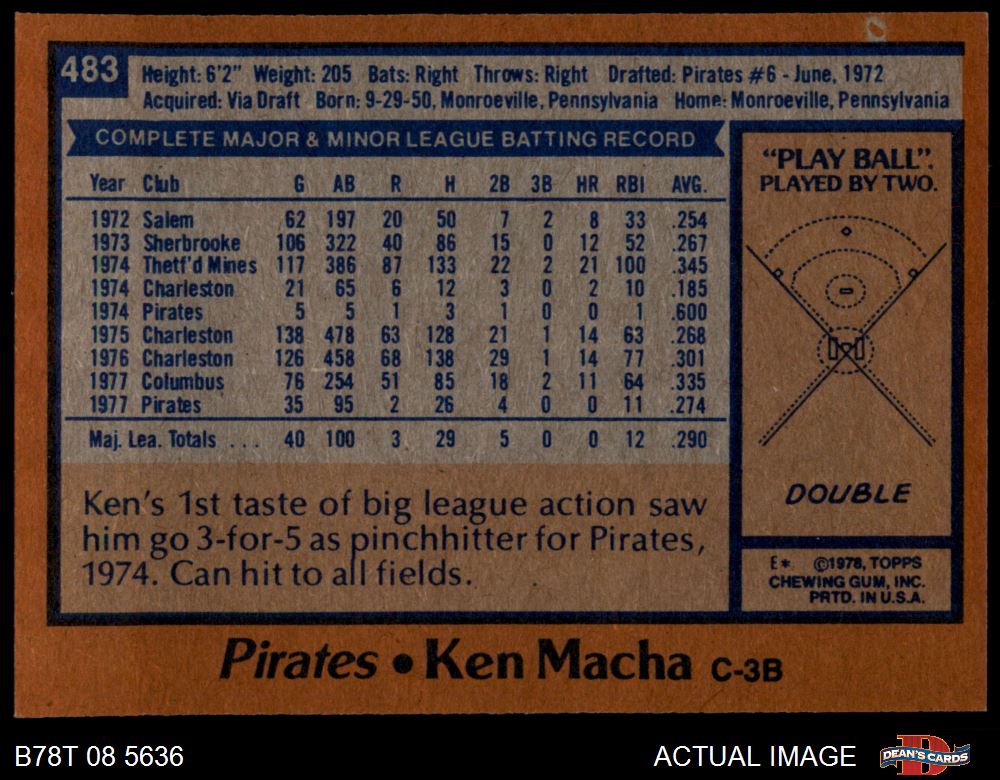 483
Height: 6'2" Weight: 205 Bats: Right Throws: Right Drafted: Pirates #6 - June, 1972
Acquired: Via Draft Born: 9-29-50, Monroeville, Pennsylvania Home: Monroeville, Pennsylvania
COMPLETE MAJOR & MINOR LEAGUE BATTING RECORD
Year Club G AB R H 2B 3B HR RBI AVG.
1972 Salem 62 197 20 50 7 2 8 33 .254
1973 Sherbrooke 106 322 40 86 15 0 12 52 .267
1974 Thetf'd Mines 117 386 87 133 22 2 21 100 .345
1974 Charleston 21 65 6 12 3 0 2 10 .185
1974 Pirates 5 5 1 3 1 0 0 1 .600
1975 Charleston 138 478 63 128 21 1 14 63 .268
1976 Charleston 126 458 68 138 29 1 14 77 .301
1977 Columbus 76 254 51 85 18 2 11 64 .335
1977 Pirates 35 95 2 26 4 0 0 11 .274
Maj. Lea. Totals ... 40 100 3 29 5 0 0 12 .290
Ken's 1st taste of big league action saw
him go 3-for-5 as pinchhitter for Pirates,
1974. Can hit to all fields.
"PLAY BALL".
PLAYED BY TWO.
DOUBLE
E* ©1978, TOPPS
CHEWING GUM, INC.
PRTD. IN U.S.A.
Pirates • Ken Macha C-3B
B78T 08 5636
ACTUAL IMAGE
DEAN'S CARDS